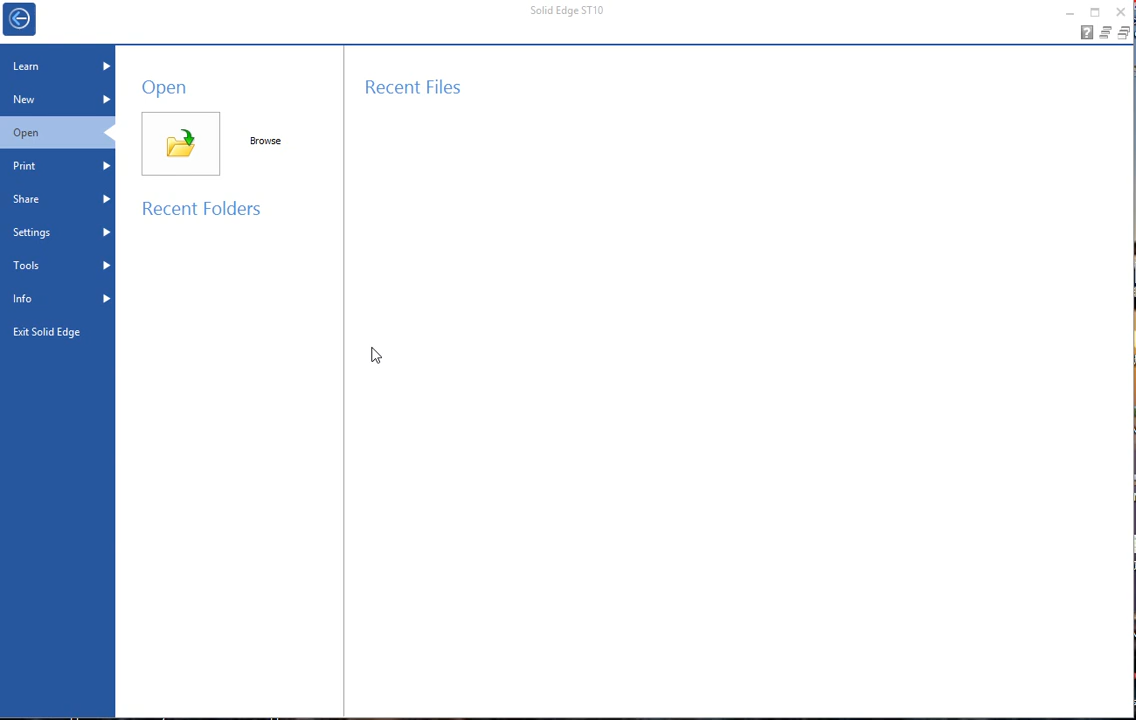 Solid Edge ST10
?
Learn
New
Open
Print
Share
Settings
Tools
Info
Exit Solid Edge
Open
Browse
Recent Folders
Recent Files